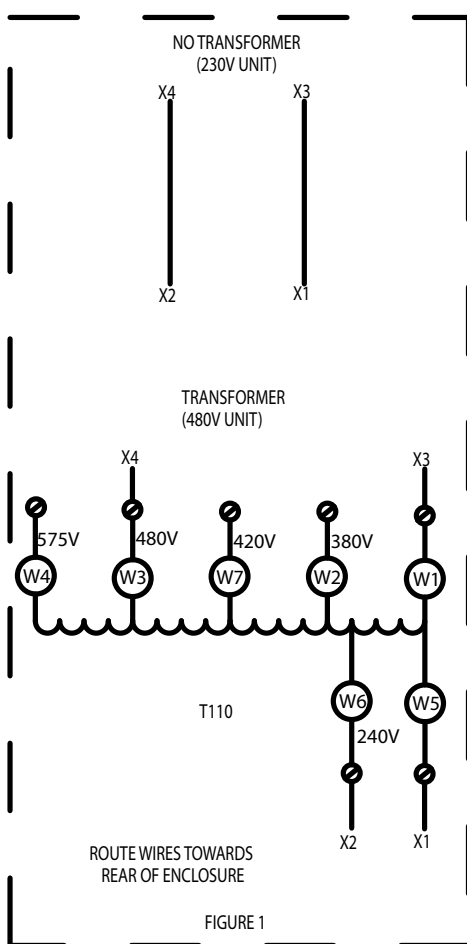 NO TRANSFORMER
(230V UNIT)
X4 X3
X2 X1
TRANSFORMER
(480V UNIT)
X4 X3
575V 480V 420V 380V
W4 W3 W7 W2 W1
T110 W6 W5
240V
X2 X1
ROUTE WIRES TOWARDS
REAR OF ENCLOSURE
FIGURE 1